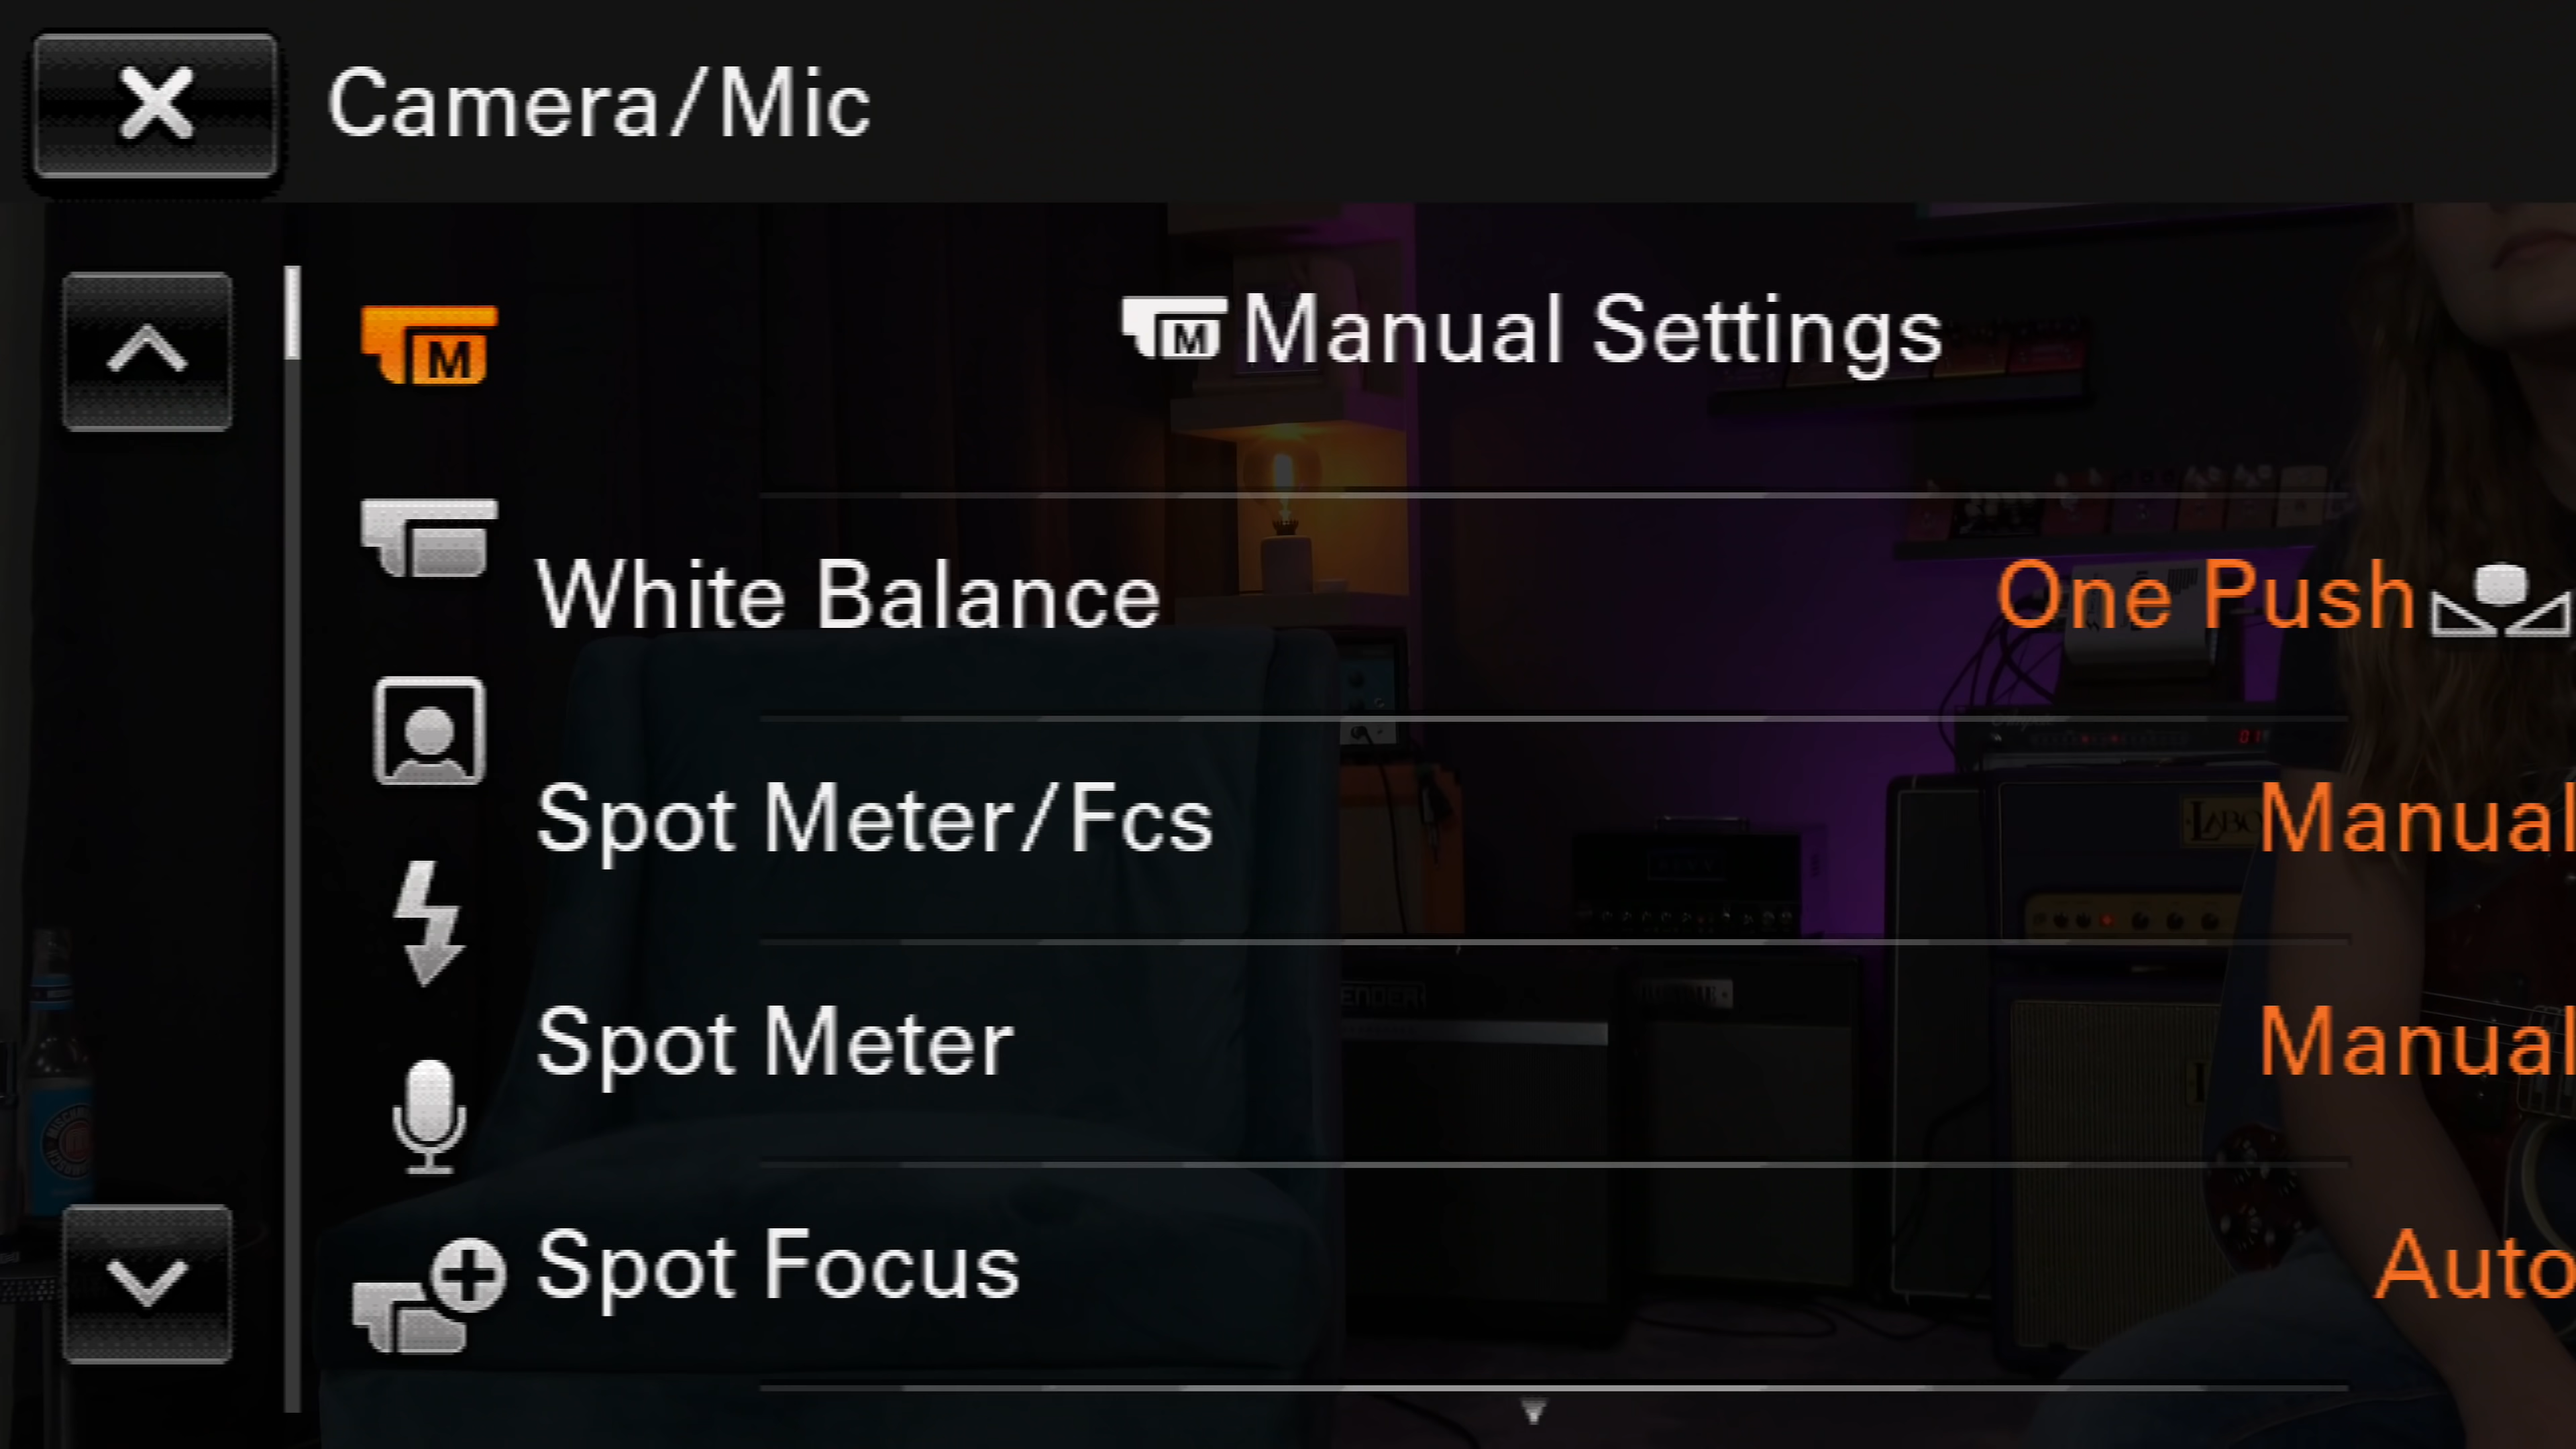 Camera/Mic
M
M Manual Settings
White Balance One Push
Spot Meter/Fcs Manual
Spot Meter Manual
Spot Focus Auto